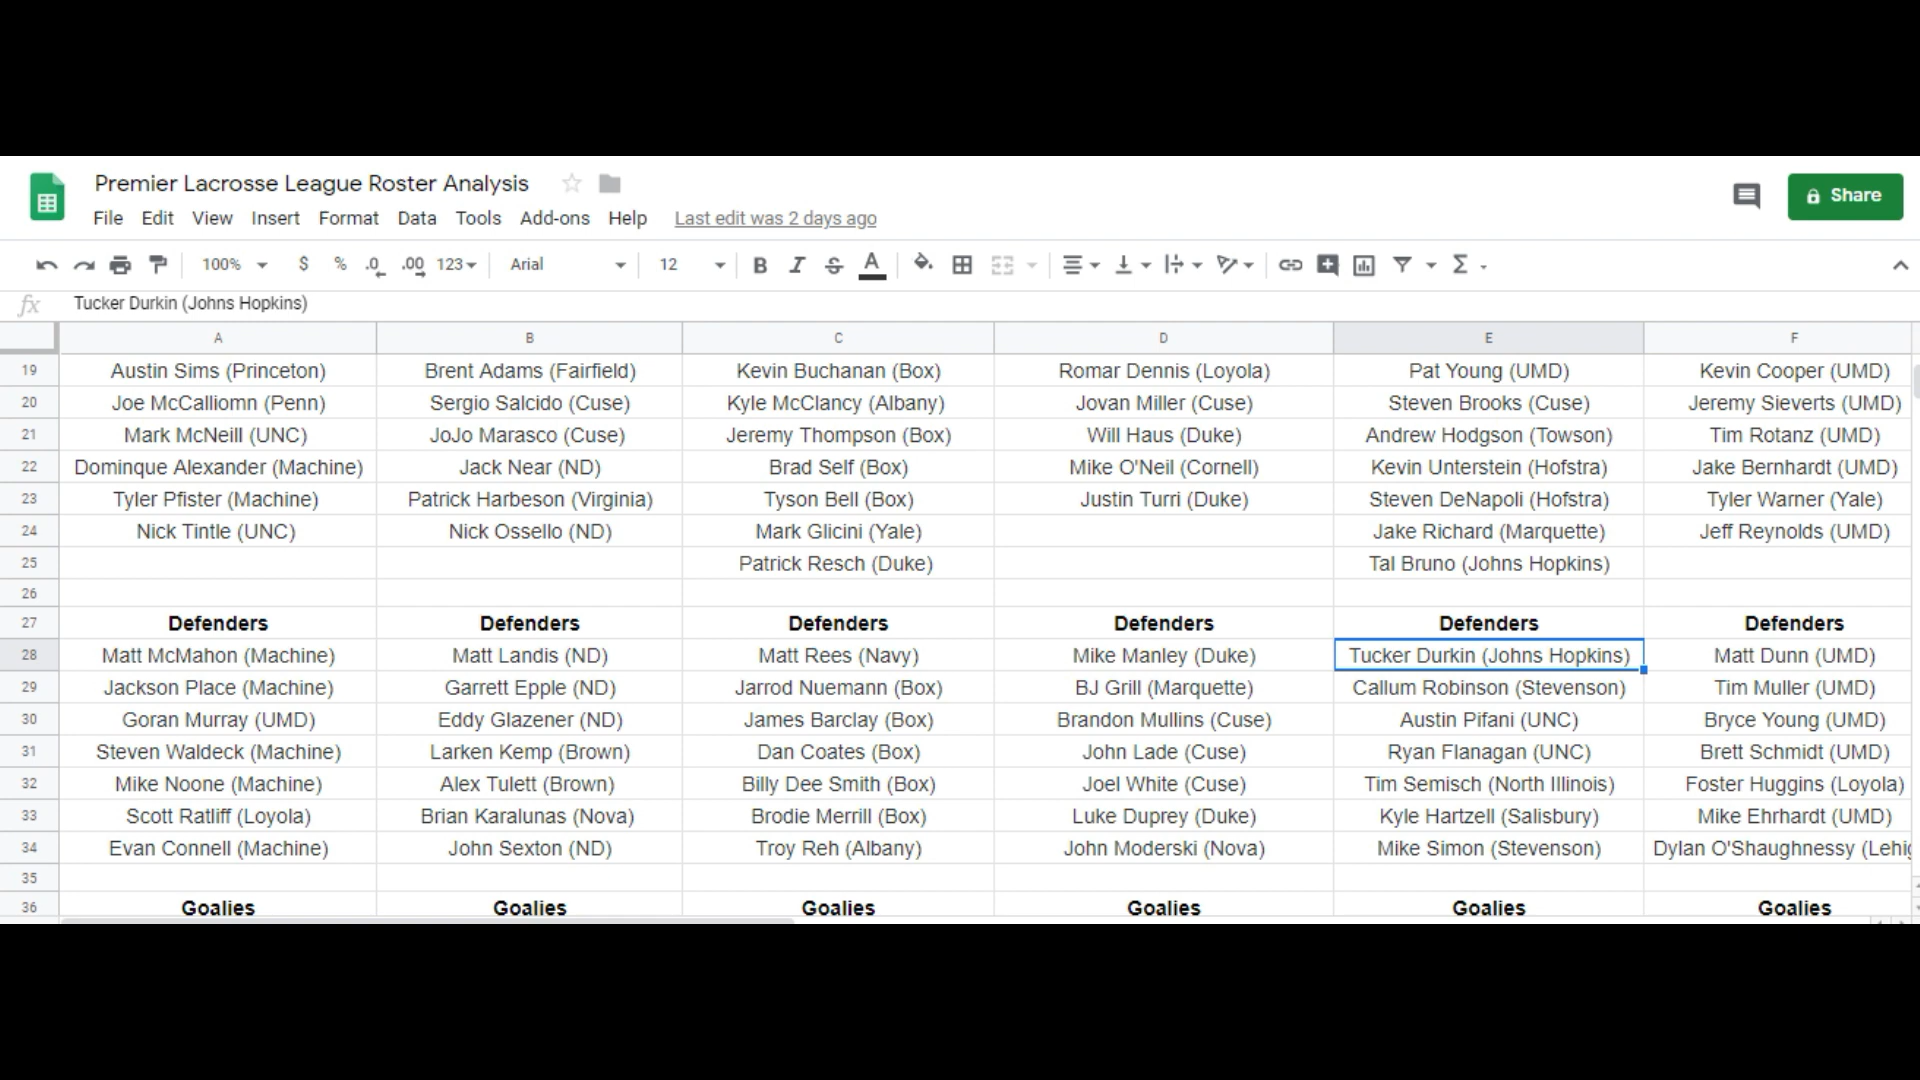 Premier Lacrosse League Roster Analysis
File Edit View Insert Format Data Tools Add-ons Help Last edit was 2 days ago
Share
100% $ % .0 .00 123 Arial 12 B I S A Σ
fx Tucker Durkin (Johns Hopkins)
A B C D E F
19 Austin Sims (Princeton) Brent Adams (Fairfield) Kevin Buchanan (Box) Romar Dennis (Loyola) Pat Young (UMD) Kevin Cooper (UMD)
20 Joe McCalliomn (Penn) Sergio Salcido (Cuse) Kyle McClancy (Albany) Jovan Miller (Cuse) Steven Brooks (Cuse) Jeremy Sieverts (UMD)
21 Mark McNeill (UNC) JoJo Marasco (Cuse) Jeremy Thompson (Box) Will Haus (Duke) Andrew Hodgson (Towson) Tim Rotanz (UMD)
22 Dominque Alexander (Machine) Jack Near (ND) Brad Self (Box) Mike O'Neil (Cornell) Kevin Unterstein (Hofstra) Jake Bernhardt (UMD)
23 Tyler Pfister (Machine) Patrick Harbeson (Virginia) Tyson Bell (Box) Justin Turri (Duke) Steven DeNapoli (Hofstra) Tyler Warner (Yale)
24 Nick Tintle (UNC) Nick Ossello (ND) Mark Glicini (Yale) Jake Richard (Marquette) Jeff Reynolds (UMD)
25 Patrick Resch (Duke) Tal Bruno (Johns Hopkins)
26
27 Defenders Defenders Defenders Defenders Defenders Defenders
28 Matt McMahon (Machine) Matt Landis (ND) Matt Rees (Navy) Mike Manley (Duke) Tucker Durkin (Johns Hopkins) Matt Dunn (UMD)
29 Jackson Place (Machine) Garrett Epple (ND) Jarrod Nuemann (Box) BJ Grill (Marquette) Callum Robinson (Stevenson) Tim Muller (UMD)
30 Goran Murray (UMD) Eddy Glazener (ND) James Barclay (Box) Brandon Mullins (Cuse) Austin Pifani (UNC) Bryce Young (UMD)
31 Steven Waldeck (Machine) Larken Kemp (Brown) Dan Coates (Box) John Lade (Cuse) Ryan Flanagan (UNC) Brett Schmidt (UMD)
32 Mike Noone (Machine) Alex Tulett (Brown) Billy Dee Smith (Box) Joel White (Cuse) Tim Semisch (North Illinois) Foster Huggins (Loyola)
33 Scott Ratliff (Loyola) Brian Karalunas (Nova) Brodie Merrill (Box) Luke Duprey (Duke) Kyle Hartzell (Salisbury) Mike Ehrhardt (UMD)
34 Evan Connell (Machine) John Sexton (ND) Troy Reh (Albany) John Moderski (Nova) Mike Simon (Stevenson) Dylan O'Shaughnessy (Lehig
35
36 Goalies Goalies Goalies Goalies Goalies Goalies